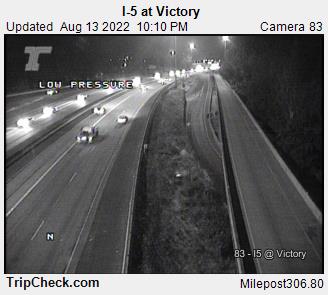 I-5 at Victory
Updated Aug 13 2022 10:10 PM Camera 83
T
LOW PRESSURE
N
83 - I5 @ Victory
TripCheck.com Milepost306.80